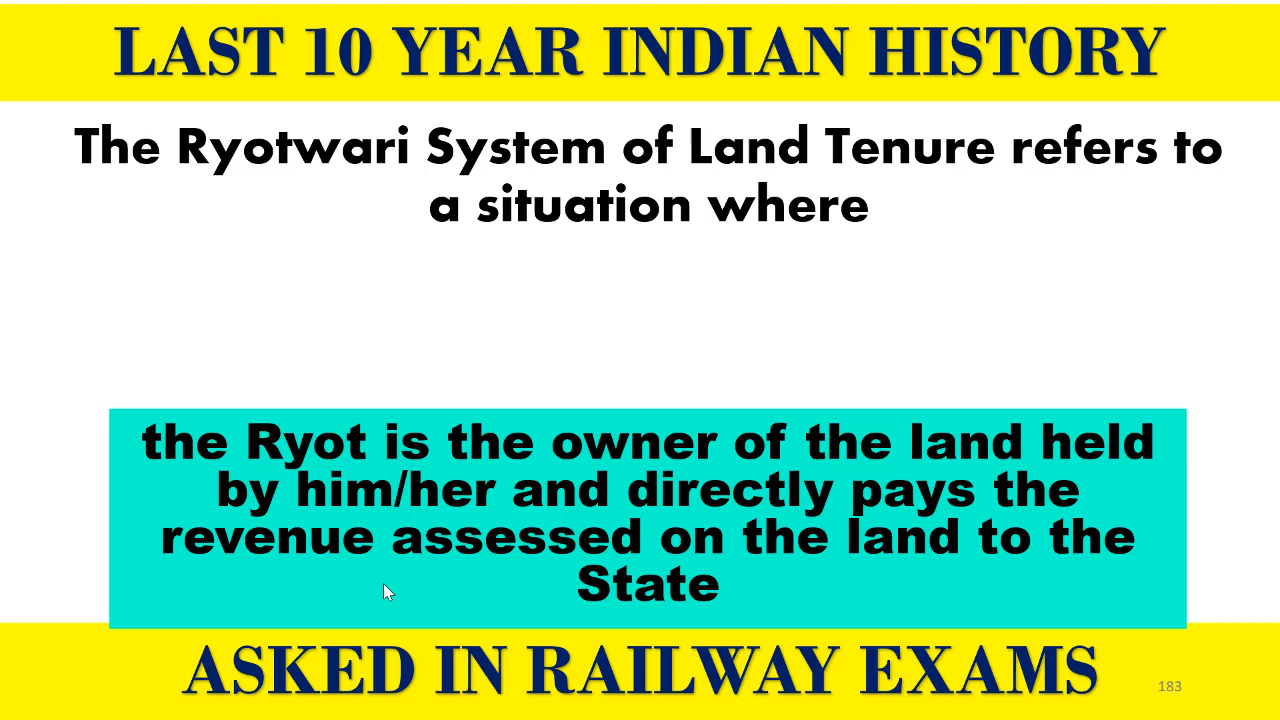 LAST 10 YEAR INDIAN HISTORY
The Ryotwari System of Land Tenure refers to
a situation where
the Ryot is the owner of the land held
by him/her and directly pays the
revenue assessed on the land to the
State
ASKED IN RAILWAY EXAMS
183